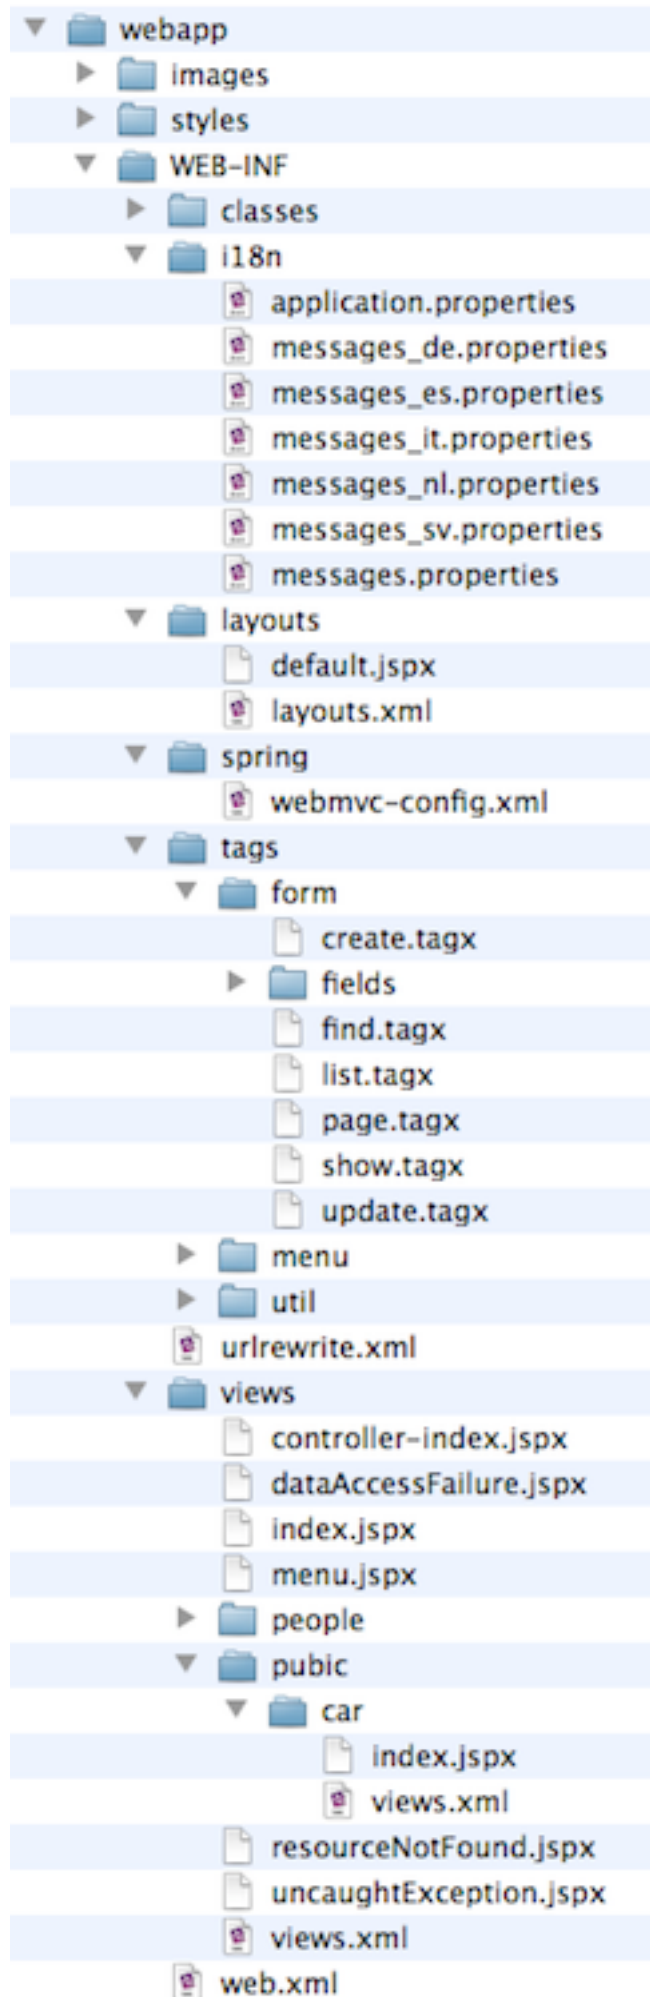 webapp
images
styles
WEB-INF
classes
i18n
application.properties
messages_de.properties
messages_es.properties
messages_it.properties
messages_nl.properties
messages_sv.properties
messages.properties
layouts
default.jspx
layouts.xml
spring
webmvc-config.xml
tags
form
create.tagx
fields
find.tagx
list.tagx
page.tagx
show.tagx
update.tagx
menu
util
urlrewrite.xml
views
controller-index.jspx
dataAccessFailure.jspx
index.jspx
menu.jspx
people
pubic
car
index.jspx
views.xml
resourceNotFound.jspx
uncaughtException.jspx
views.xml
web.xml